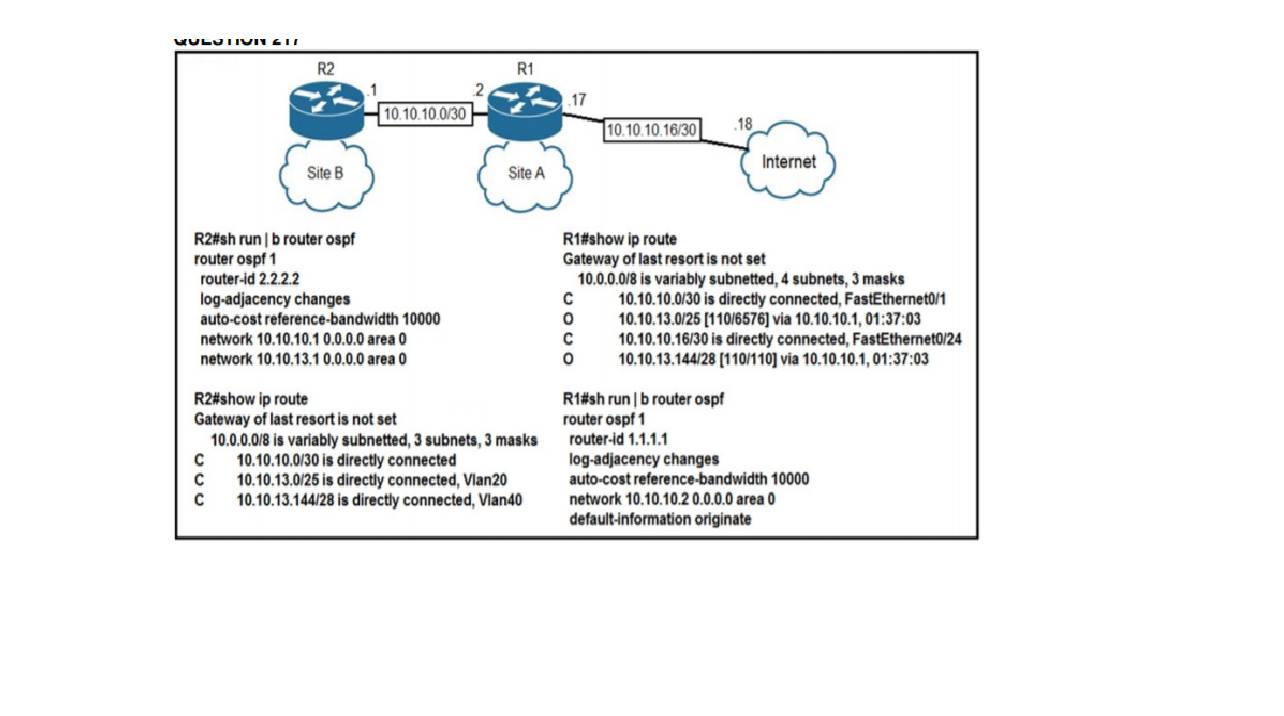 QUESTION 217
R2
R1
.1
.2
.17
10.10.10.0/30
10.10.10.16/30
.18
Site B
Site A
Internet
R2#sh run | b router ospf
router ospf 1
router-id 2.2.2.2
log-adjacency changes
auto-cost reference-bandwidth 10000
network 10.10.10.1 0.0.0.0 area 0
network 10.10.13.1 0.0.0.0 area 0
R2#show ip route
Gateway of last resort is not set
10.0.0.0/8 is variably subnetted, 3 subnets, 3 masks
C 10.10.10.0/30 is directly connected
C 10.10.13.0/25 is directly connected, Vlan20
C 10.10.13.144/28 is directly connected, Vlan40
R1#show ip route
Gateway of last resort is not set
10.0.0.0/8 is variably subnetted, 4 subnets, 3 masks
C 10.10.10.0/30 is directly connected, FastEthernet0/1
O 10.10.13.0/25 [110/6576] via 10.10.10.1, 01:37:03
C 10.10.10.16/30 is directly connected, FastEthernet0/24
O 10.10.13.144/28 [110/110] via 10.10.10.1, 01:37:03
R1#sh run | b router ospf
router ospf 1
router-id 1.1.1.1
log-adjacency changes
auto-cost reference-bandwidth 10000
network 10.10.10.2 0.0.0.0 area 0
default-information originate